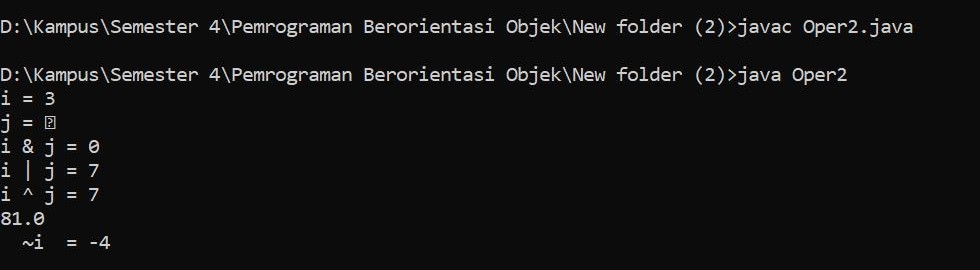 D:\Kampus\Semester 4\Pemrograman Berorientasi Objek\New folder (2)>javac Oper2.java
D:\Kampus\Semester 4\Pemrograman Berorientasi Objek\New folder (2)>java Oper2
i = 3
j = &#xFFFD;
i & j = 0
i | j = 7
i ^ j = 7
81.0
  ~i  = -4